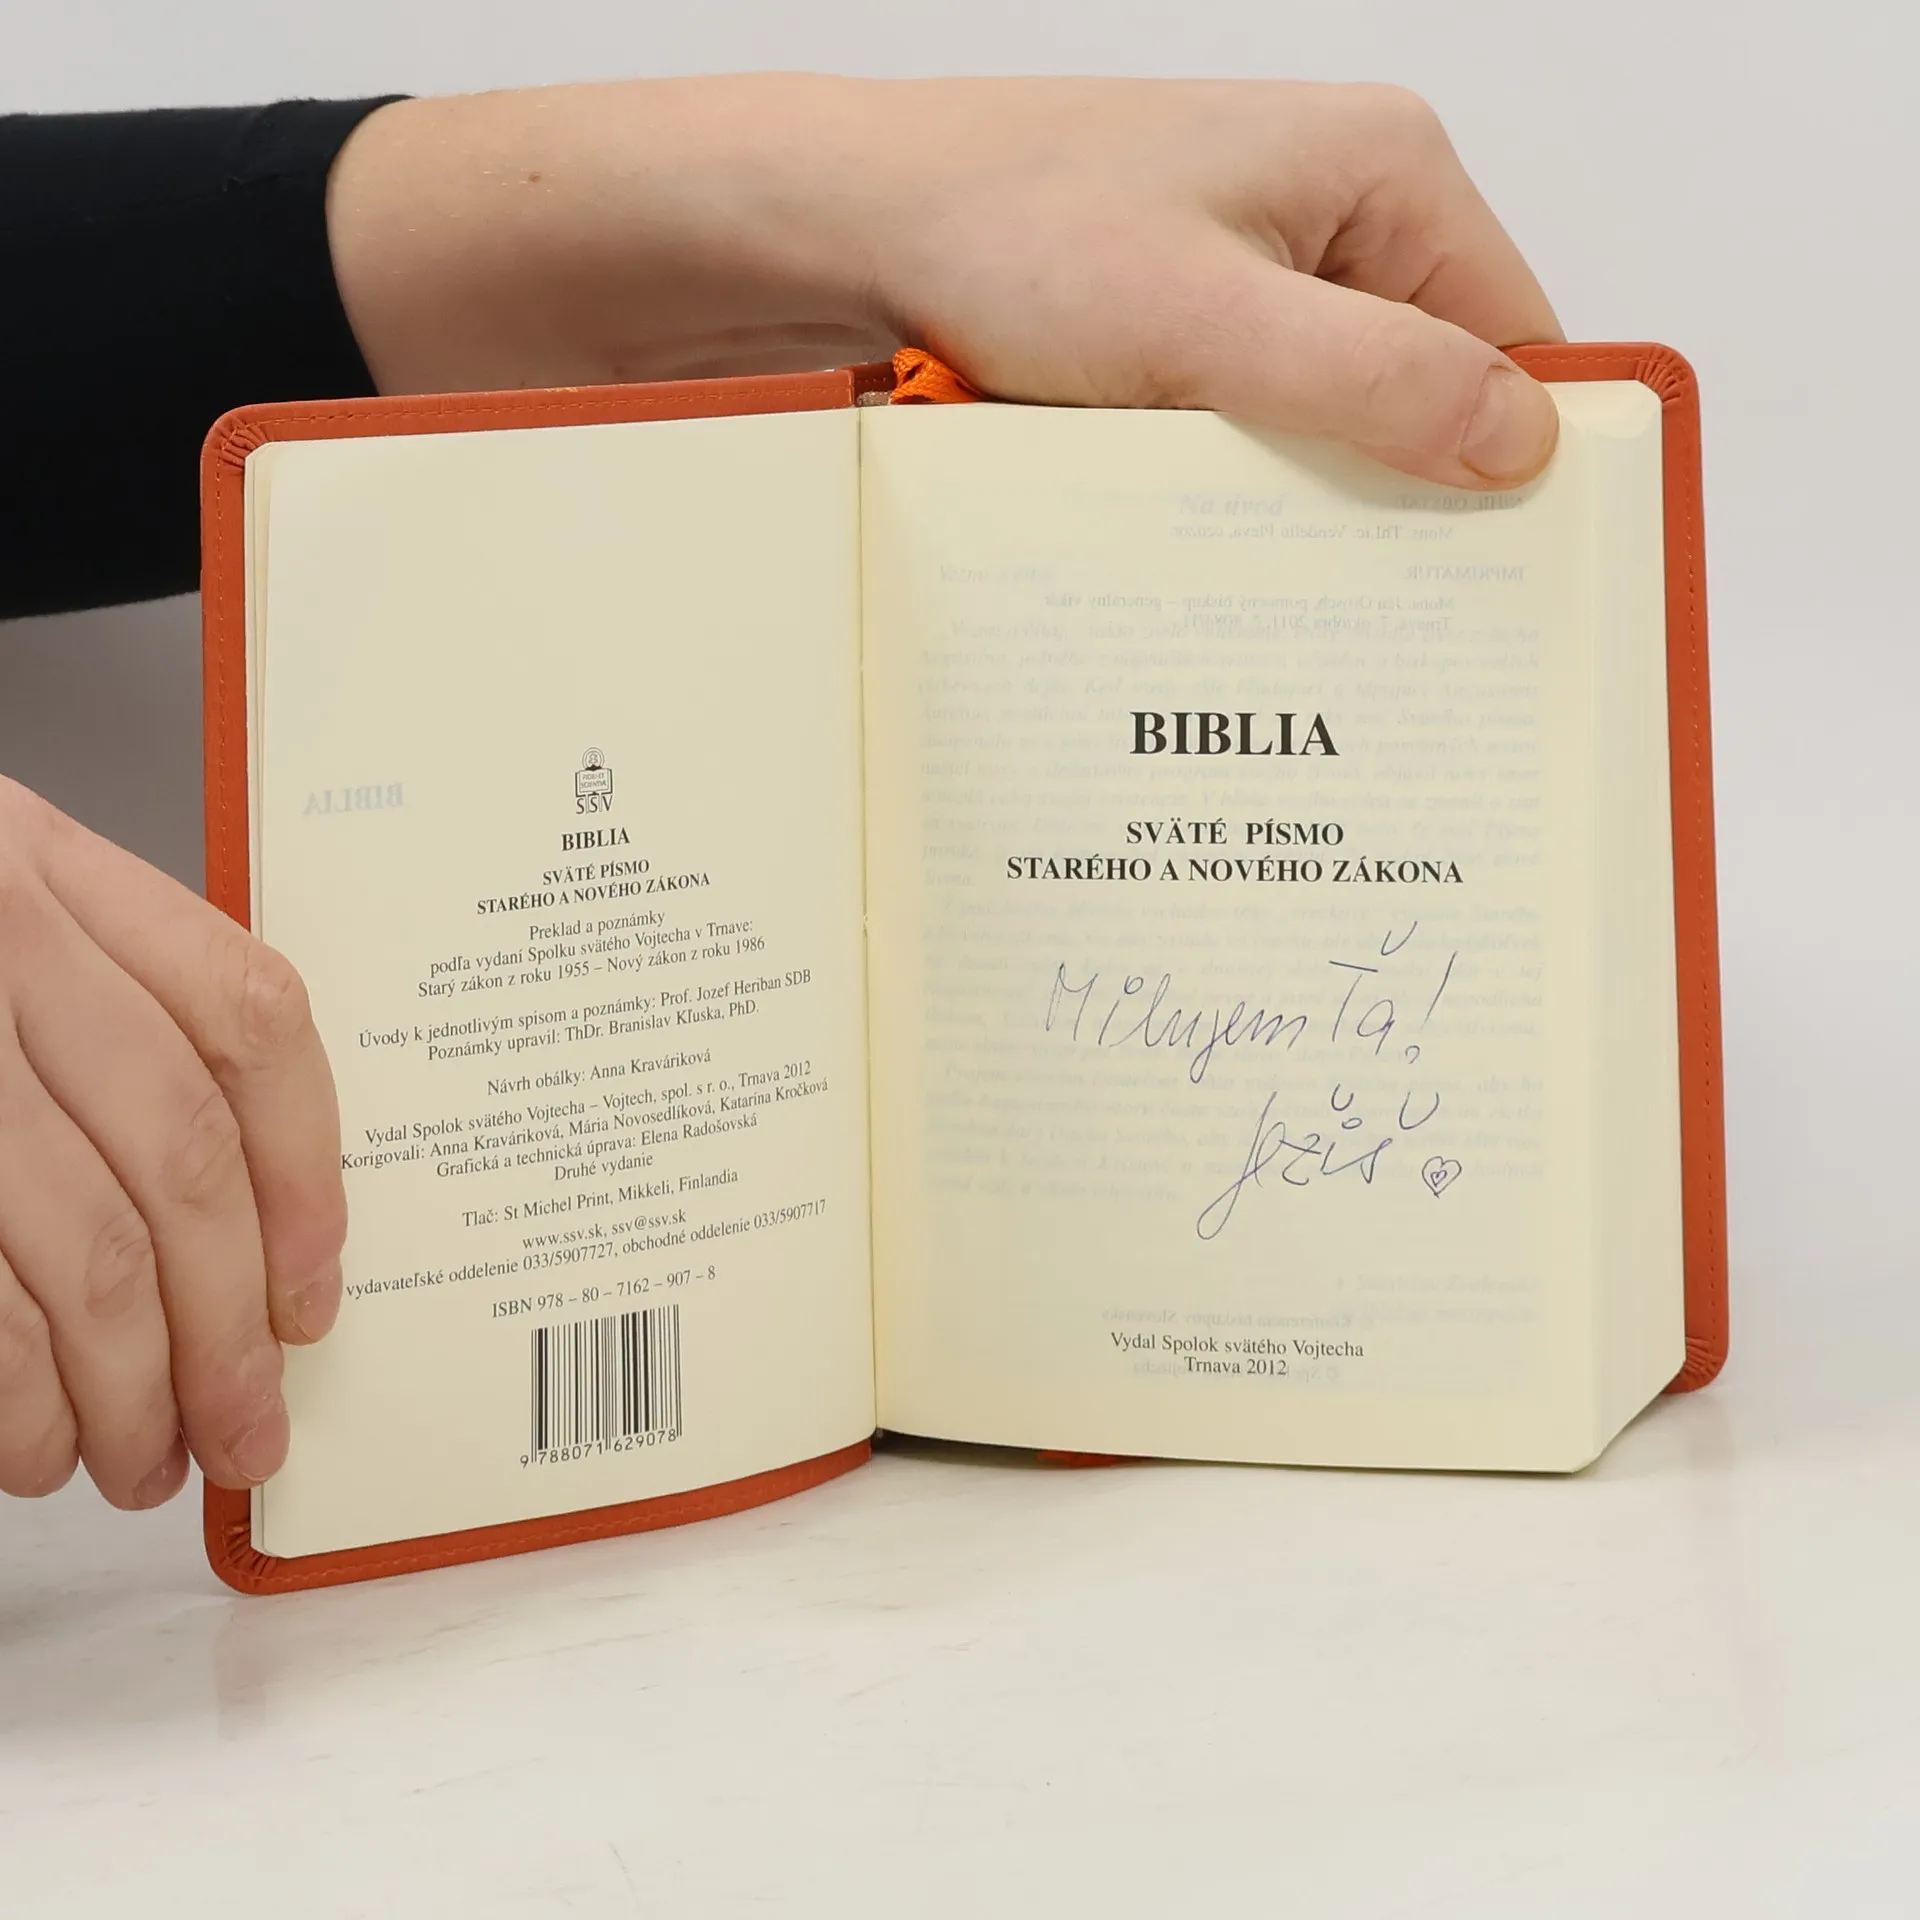 FIDES ET
SCIENTIA
SSV
BIBLIA
SVÄTÉ PÍSMO
STARÉHO A NOVÉHO ZÁKONA
Preklad a poznámky
podľa vydaní Spolku svätého Vojtecha v Trnave:
Starý zákon z roku 1955 – Nový zákon z roku 1986
Úvody k jednotlivým spisom a poznámky: Prof. Jozef Heriban SDB
Poznámky upravil: ThDr. Branislav Kľuska, PhD.
Návrh obálky: Anna Kraváriková
Vydal Spolok svätého Vojtecha – Vojtech, spol. s r. o., Trnava 2012
Korigovali: Anna Kraváriková, Mária Novosedlíková, Katarína Kročková
Grafická a technická úprava: Elena Radošovská
Druhé vydanie
Tlač: St Michel Print, Mikkeli, Finlandia
www.ssv.sk, ssv@ssv.sk
vydavateľské oddelenie 033/5907727, obchodné oddelenie 033/5907717
ISBN 978 – 80 – 7162 – 907 – 8
9 788071 629078
BIBLIA
SVÄTÉ PÍSMO
STARÉHO A NOVÉHO ZÁKONA
Milujem Ťa!
Ježiš
Vydal Spolok svätého Vojtecha
Trnava 2012